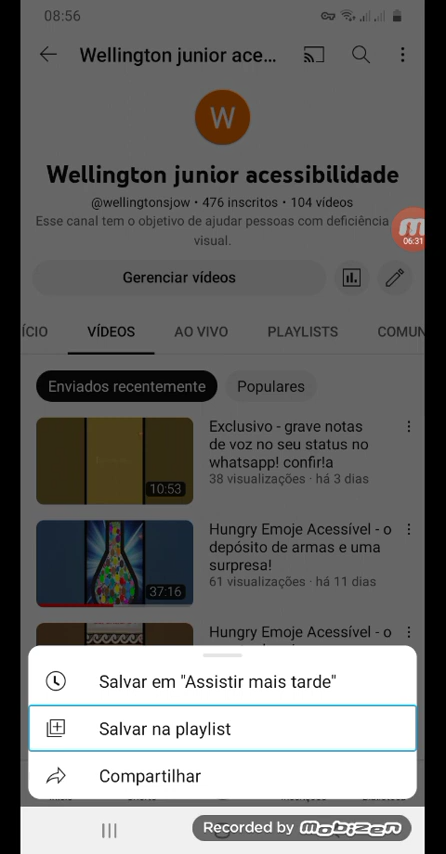 08:56
Wellington junior ace...
W
Wellington junior acessibilidade
@wellingtonsjow • 476 inscritos • 104 vídeos
Esse canal tem o objetivo de ajudar pessoas com deficiência
visual.
06:31
Gerenciar vídeos
ÍCIO VÍDEOS AO VIVO PLAYLISTS COMUN
Enviados recentemente Populares
Exclusivo - grave notas
de voz no seu status no
whatsapp! confir!a
38 visualizações · há 3 dias
10:53
Hungry Emoje Acessível - o
depósito de armas e uma
surpresa!
61 visualizações · há 11 dias
37:16
Hungry Emoje Acessível - o
Salvar em "Assistir mais tarde"
Salvar na playlist
Compartilhar
Recorded by mobizen